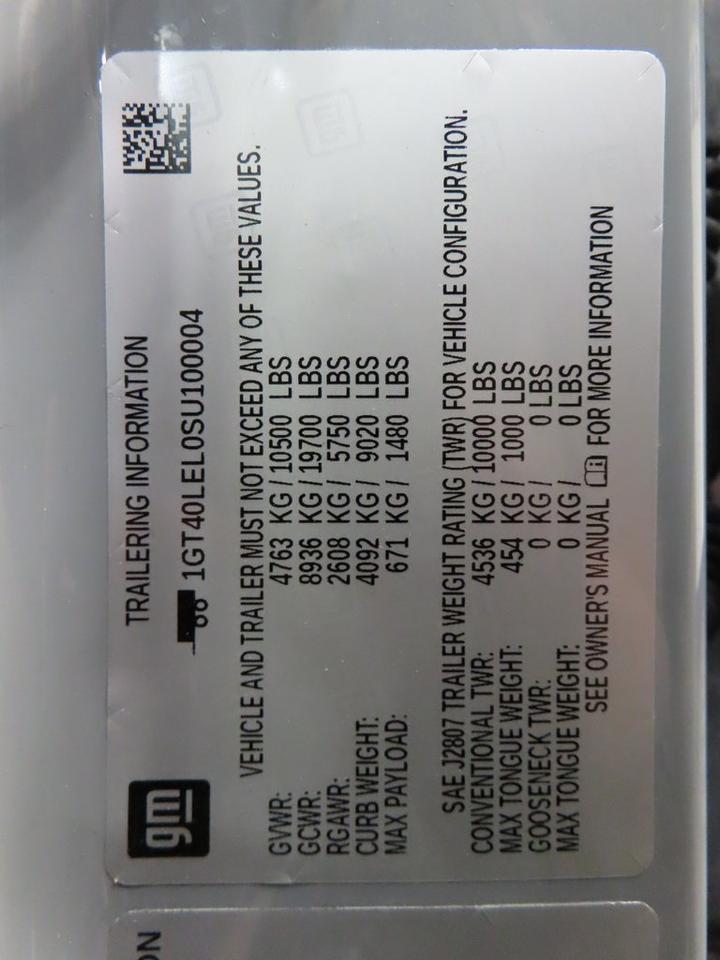 gm
TRAILERING INFORMATION
1GT40LEL0SU100004
VEHICLE AND TRAILER MUST NOT EXCEED ANY OF THESE VALUES.
GVWR: 4763 KG / 10500 LBS
GCWR: 8936 KG / 19700 LBS
RGAWR: 2608 KG / 5750 LBS
CURB WEIGHT: 4092 KG / 9020 LBS
MAX PAYLOAD: 671 KG / 1480 LBS
SAE J2807 TRAILER WEIGHT RATING (TWR) FOR VEHICLE CONFIGURATION.
CONVENTIONAL TWR: 4536 KG / 10000 LBS
MAX TONGUE WEIGHT: 454 KG / 1000 LBS
GOOSENECK TWR: 0 KG / 0 LBS
MAX TONGUE WEIGHT: 0 KG / 0 LBS
SEE OWNER'S MANUAL FOR MORE INFORMATION
ON